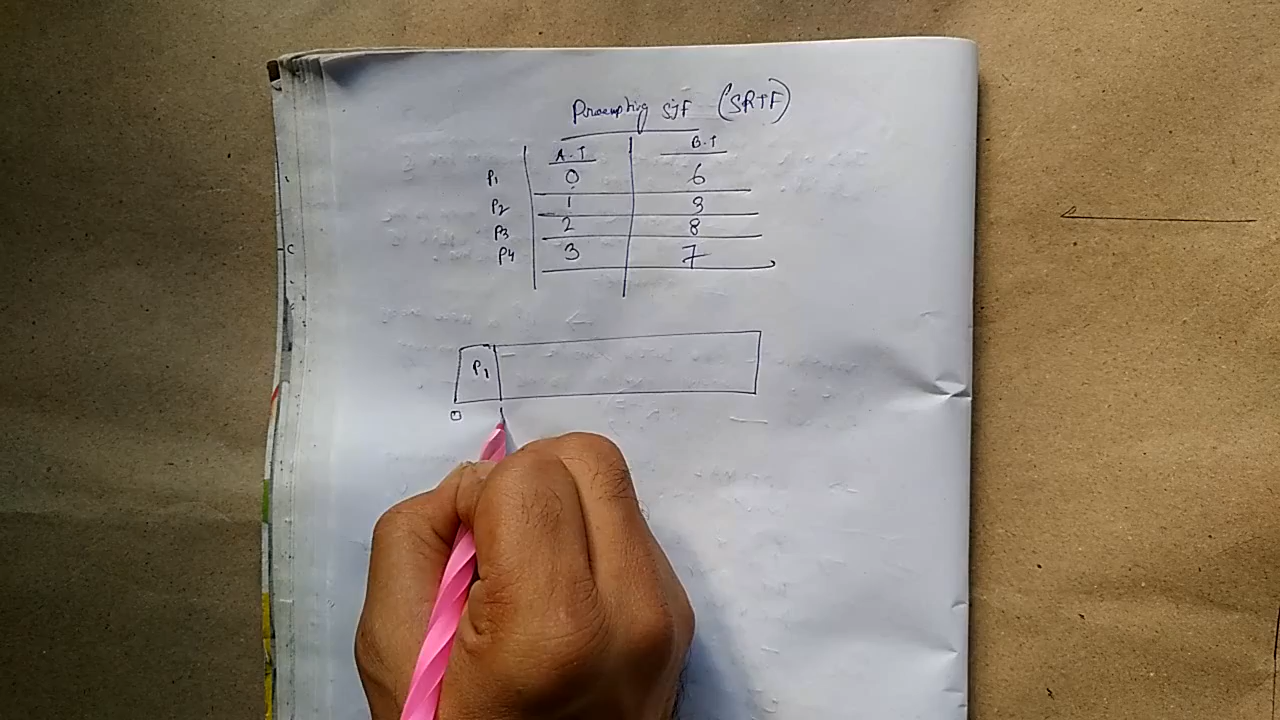 Preempting SJF (SRTF)
A.T B.T
P1 0 6
P2 1 3
P3 2 8
P4 3 7
P1
0